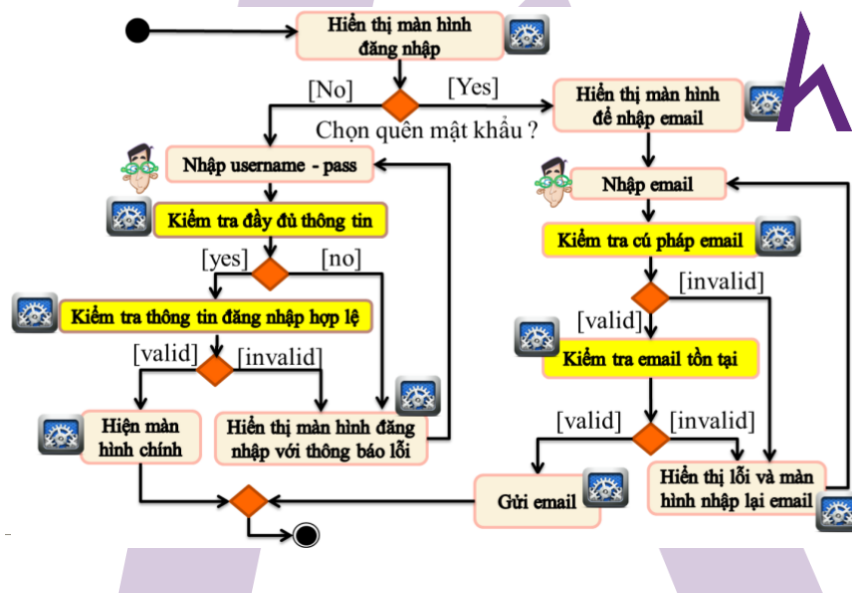 Hiển thị màn hình
đăng nhập
[No]
[Yes]
Chọn quên mật khẩu ?
Hiển thị màn hình
để nhập email
Nhập username - pass
Nhập email
Kiểm tra đầy đủ thông tin
Kiểm tra cú pháp email
[yes]
[no]
[invalid]
Kiểm tra thông tin đăng nhập hợp lệ
[valid]
Kiểm tra email tồn tại
[valid]
[invalid]
[valid]
[invalid]
Hiện màn
hình chính
Hiển thị màn hình đăng
nhập với thông báo lỗi
Gửi email
Hiển thị lỗi và màn
hình nhập lại email